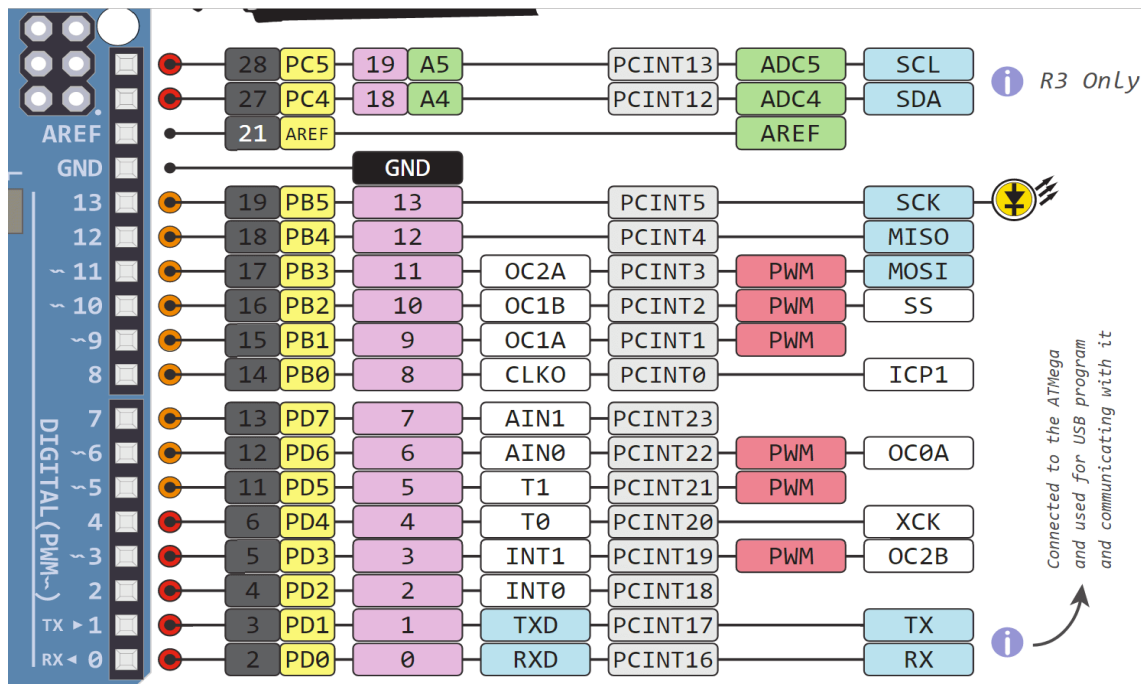 28 PC5 19 A5 PCINT13 ADC5 SCL R3 Only
27 PC4 18 A4 PCINT12 ADC4 SDA
AREF 21 AREF AREF
GND GND
13 19 PB5 13 PCINT5 SCK
12 18 PB4 12 PCINT4 MISO
~11 17 PB3 11 OC2A PCINT3 PWM MOSI
~10 16 PB2 10 OC1B PCINT2 PWM SS
~9 15 PB1 9 OC1A PCINT1 PWM
8 14 PB0 8 CLKO PCINT0 ICP1
7 13 PD7 7 AIN1 PCINT23
~6 12 PD6 6 AIN0 PCINT22 PWM OC0A
~5 11 PD5 5 T1 PCINT21 PWM
4 6 PD4 4 T0 PCINT20 XCK
~3 5 PD3 3 INT1 PCINT19 PWM OC2B
2 4 PD2 2 INT0 PCINT18
TX ► 1 3 PD1 1 TXD PCINT17 TX
RX ◄ 0 2 PD0 0 RXD PCINT16 RX
DIGITAL(PWM~)
Connected to the ATMega
and used for USB program
and communicating with it